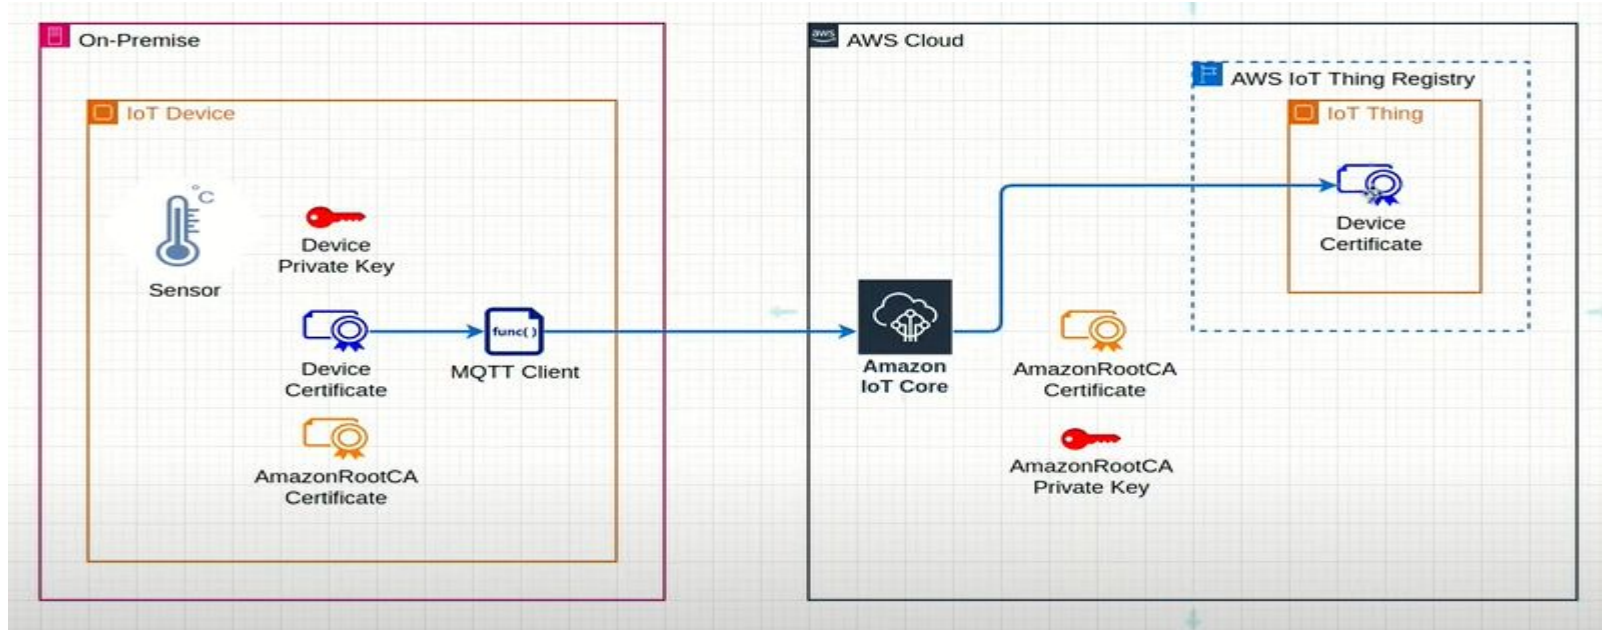 On-Premise
IoT Device
°C
Sensor
Device
Private Key
Device
Certificate
func( )
MQTT Client
AmazonRootCA
Certificate
aws
AWS Cloud
AWS IoT Thing Registry
IoT Thing
Device
Certificate
Amazon
IoT Core
AmazonRootCA
Certificate
AmazonRootCA
Private Key